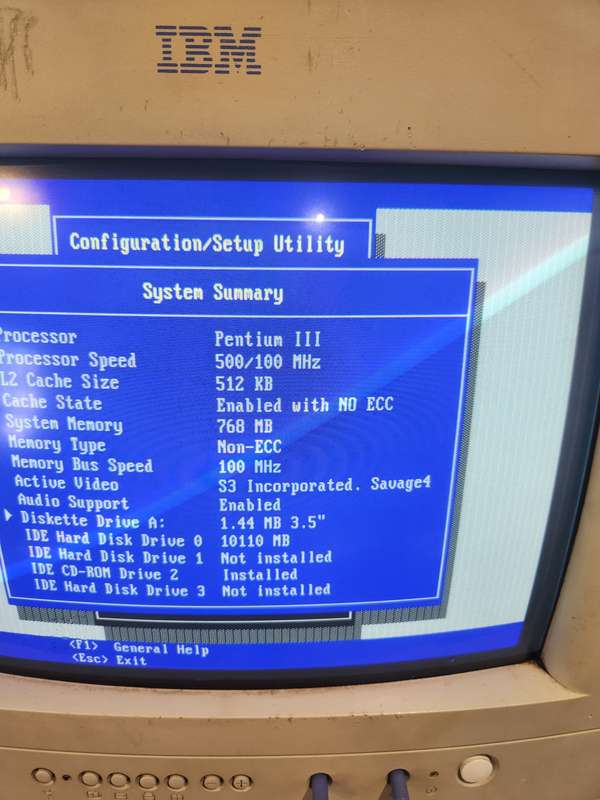 IBM
Configuration/Setup Utility
System Summary
Processor Pentium III
Processor Speed 500/100 MHz
L2 Cache Size 512 KB
Cache State Enabled with NO ECC
System Memory 768 MB
Memory Type Non-ECC
Memory Bus Speed 100 MHz
Active Video S3 Incorporated. Savage4
Audio Support Enabled
Diskette Drive A: 1.44 MB 3.5"
IDE Hard Disk Drive 0 10110 MB
IDE Hard Disk Drive 1 Not installed
IDE CD-ROM Drive 2 Installed
IDE Hard Disk Drive 3 Not installed
<F1> General Help
<Esc> Exit